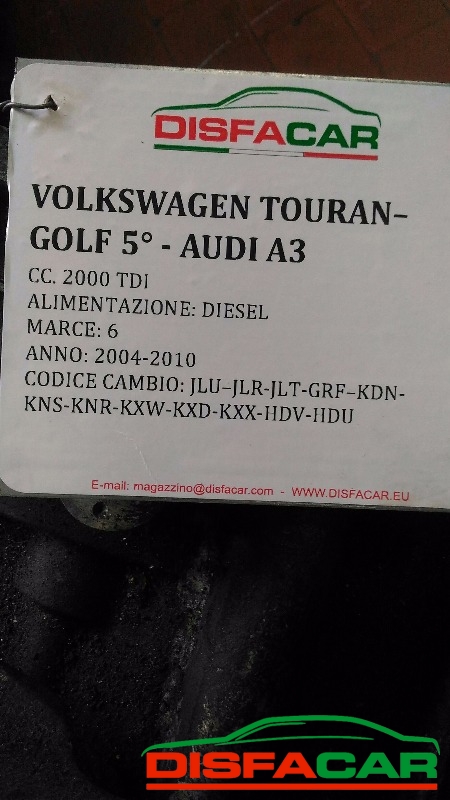 DISFACAR
VOLKSWAGEN TOURAN–
GOLF 5° - AUDI A3
CC. 2000 TDI
ALIMENTAZIONE: DIESEL
MARCE: 6
ANNO: 2004-2010
CODICE CAMBIO: JLU–JLR-JLT-GRF–KDN-
KNS-KNR-KXW-KXD-KXX-HDV-HDU
E-mail: magazzino@disfacar.com - WWW.DISFACAR.EU
DISFACAR